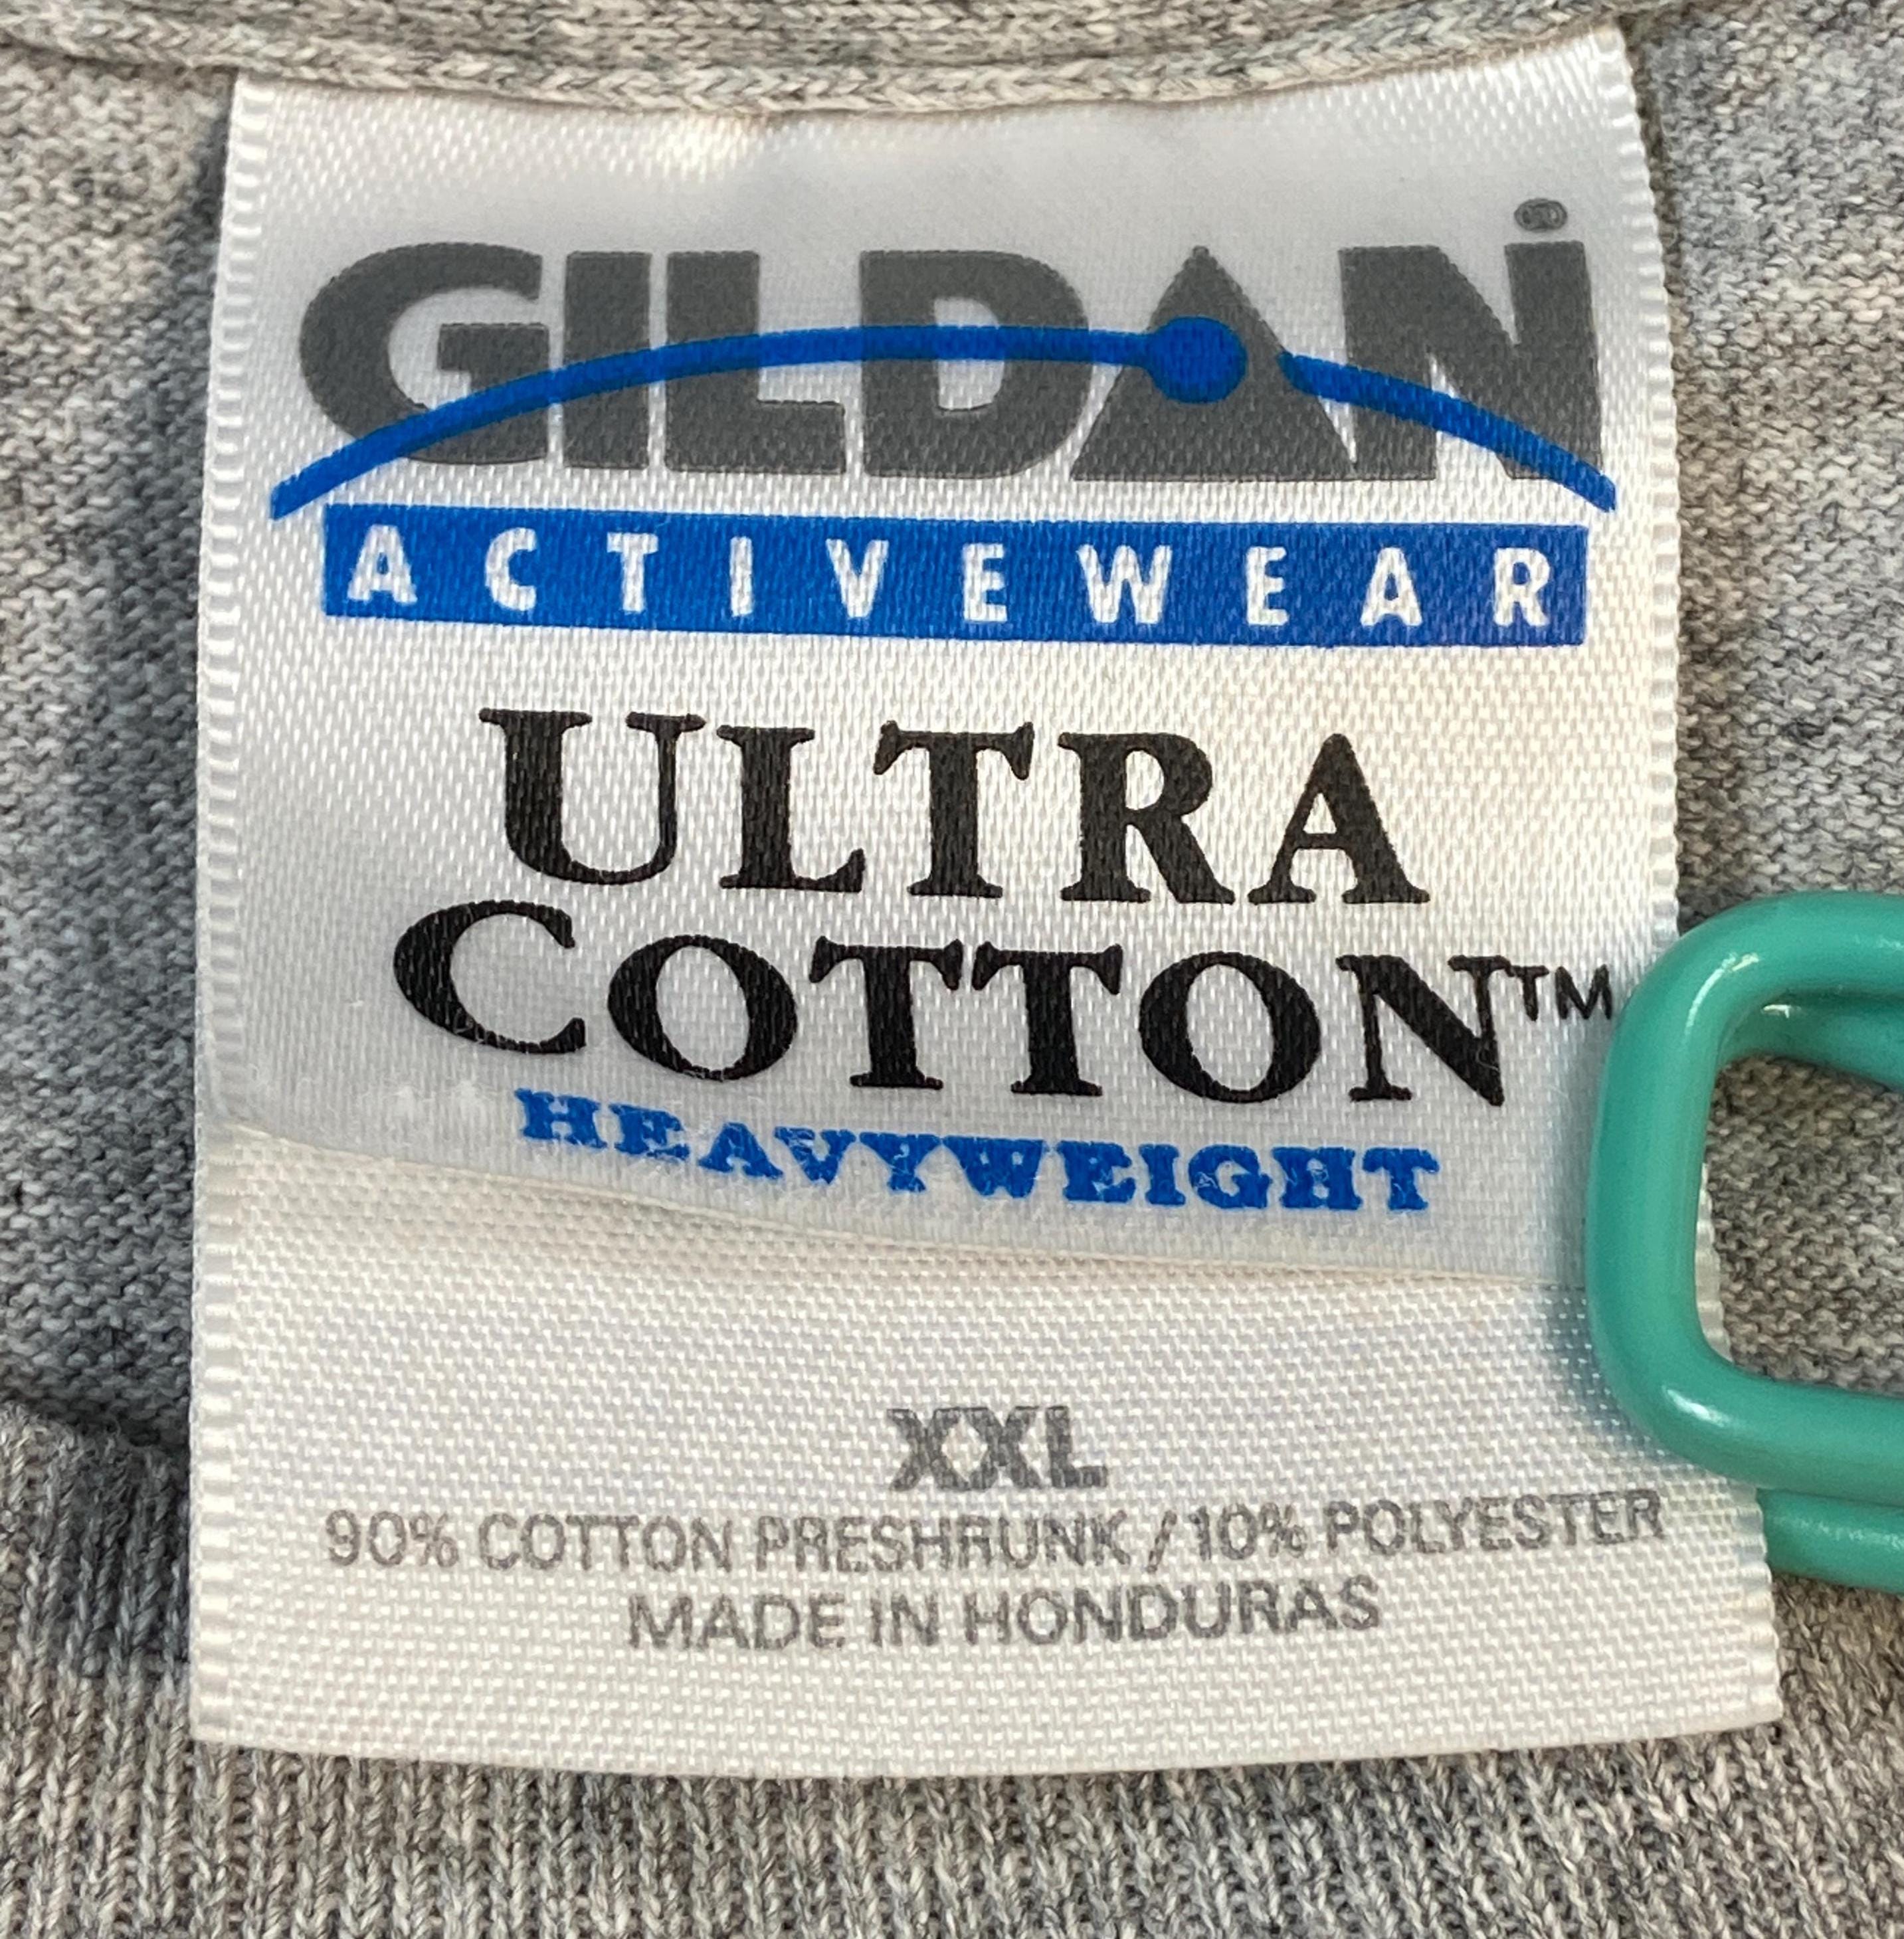 GILDAN®
ACTIVEWEAR
ULTRA
COTTON™
HEAVYWEIGHT
XXL
90% COTTON PRESHRUNK / 10% POLYESTER
MADE IN HONDURAS